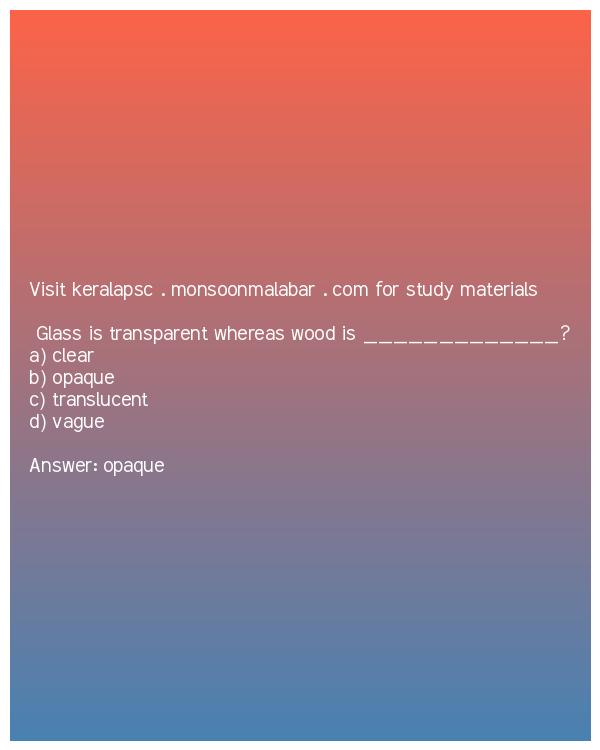 Visit keralapsc . monsoonmalabar . com for study materials
Glass is transparent whereas wood is _____________?
a) clear
b) opaque
c) translucent
d) vague
Answer: opaque